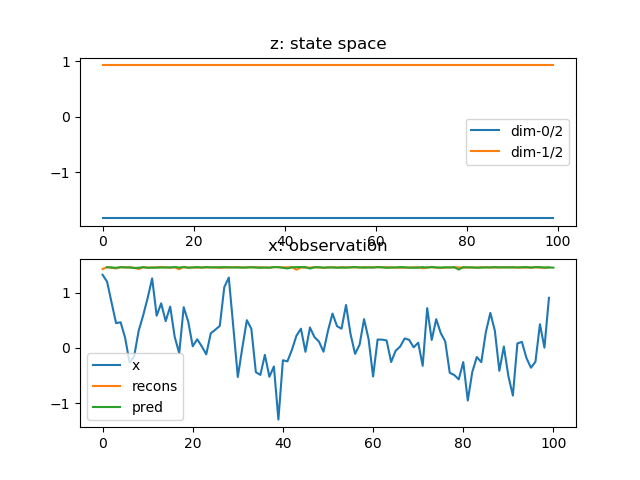 z: state space
1
0
−1
dim-0/2
dim-1/2
0 20 40 60 80 100
x: observation
1
0
−1
x
recons
pred
0 20 40 60 80 100